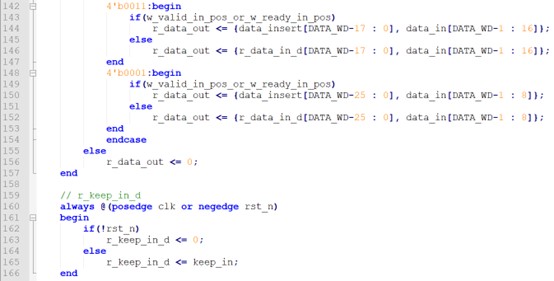 142 4'b0011:begin
143 if(w_valid_in_pos_or_w_ready_in_pos)
144 r_data_out <= {data_insert[DATA_WD-17 : 0], data_in[DATA_WD-1 : 16]};
145 else
146 r_data_out <= {r_data_in_d[DATA_WD-17 : 0], data_in[DATA_WD-1 : 16]};
147 end
148 4'b0001:begin
149 if(w_valid_in_pos_or_w_ready_in_pos)
150 r_data_out <= {data_insert[DATA_WD-25 : 0], data_in[DATA_WD-1 : 8]};
151 else
152 r_data_out <= {r_data_in_d[DATA_WD-25 : 0], data_in[DATA_WD-1 : 8]};
153 end
154 endcase
155 else
156 r_data_out <= 0;
157 end
158
159 // r_keep_in_d
160 always @(posedge clk or negedge rst_n)
161 begin
162 if(!rst_n)
163 r_keep_in_d <= 0;
164 else
165 r_keep_in_d <= keep_in;
166 end